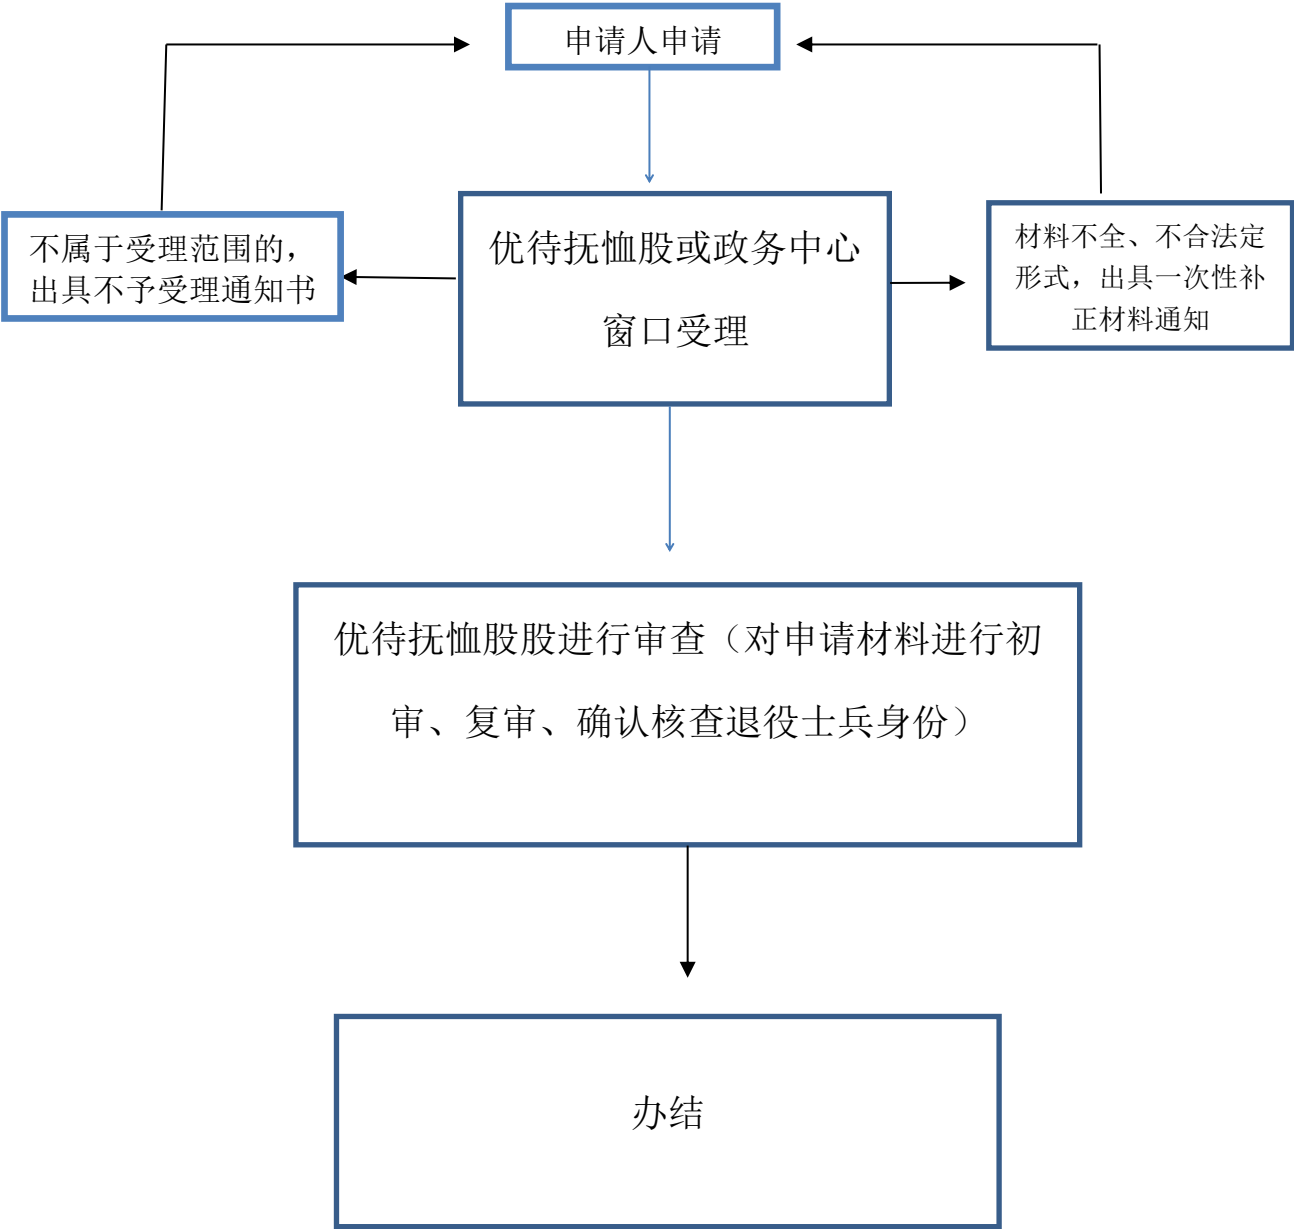 申请人申请
不属于受理范围的，
出具不予受理通知书
优待抚恤股或政务中心
窗口受理
材料不全、不合法定
形式，出具一次性补
正材料通知
优待抚恤股股进行审查（对申请材料进行初
审、复审、确认核查退役士兵身份）
办结